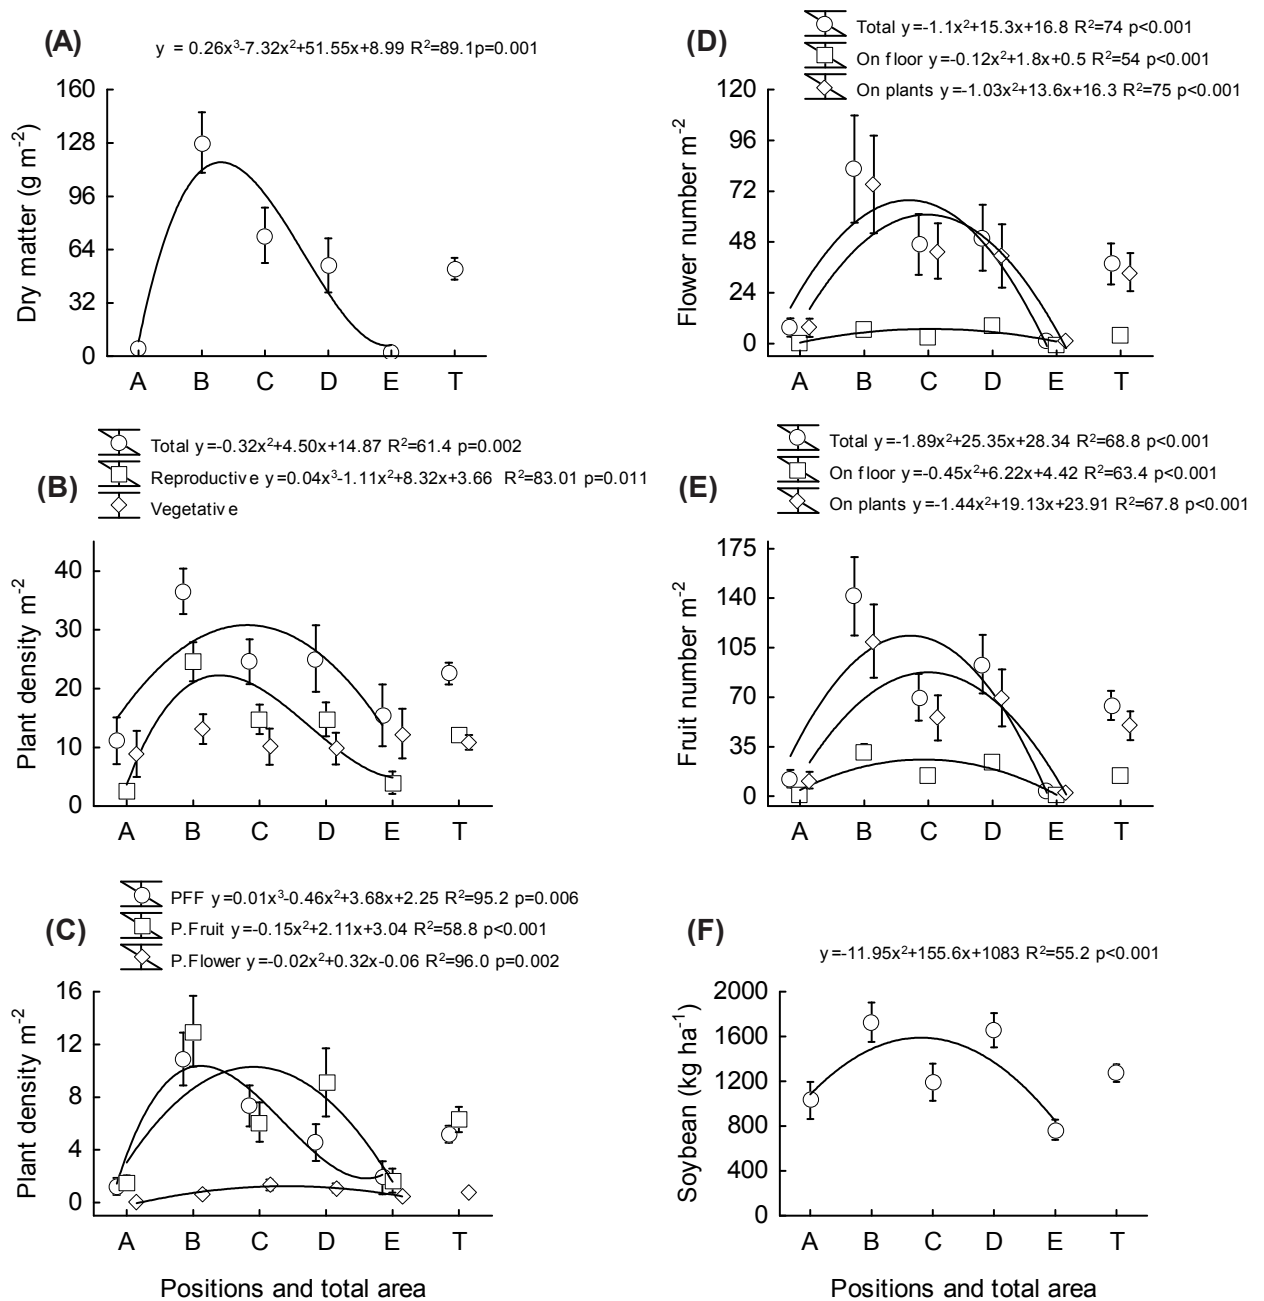 (A)
y = 0.26x³-7.32x²+51.55x+8.99 R²=89.1p=0.001
Dry matter (g m⁻²)
160
128
96
64
32
0
A B C D E T
(D)
Total y=-1.1x²+15.3x+16.8 R²=74 p<0.001
On floor y=-0.12x²+1.8x+0.5 R²=54 p<0.001
On plants y=-1.03x²+13.6x+16.3 R²=75 p<0.001
Flower number m⁻²
120
96
72
48
24
0
A B C D E T
(B)
Total y=-0.32x²+4.50x+14.87 R²=61.4 p=0.002
Reproductive y=0.04x³-1.11x²+8.32x+3.66 R²=83.01 p=0.011
Vegetative
Plant density m⁻²
40
30
20
10
0
A B C D E T
(E)
Total y=-1.89x²+25.35x+28.34 R²=68.8 p<0.001
On floor y=-0.45x²+6.22x+4.42 R²=63.4 p<0.001
On plants y=-1.44x²+19.13x+23.91 R²=67.8 p<0.001
Fruit number m⁻²
175
140
105
70
35
0
A B C D E T
(C)
PFF y=0.01x³-0.46x²+3.68x+2.25 R²=95.2 p=0.006
P.Fruit y=-0.15x²+2.11x+3.04 R²=58.8 p<0.001
P.Flower y=-0.02x²+0.32x-0.06 R²=96.0 p=0.002
Plant density m⁻²
16
12
8
4
0
A B C D E T
Positions and total area
(F)
y=-11.95x²+155.6x+1083 R²=55.2 p<0.001
Soybean (kg ha⁻¹)
2000
1600
1200
800
400
0
A B C D E T
Positions and total area